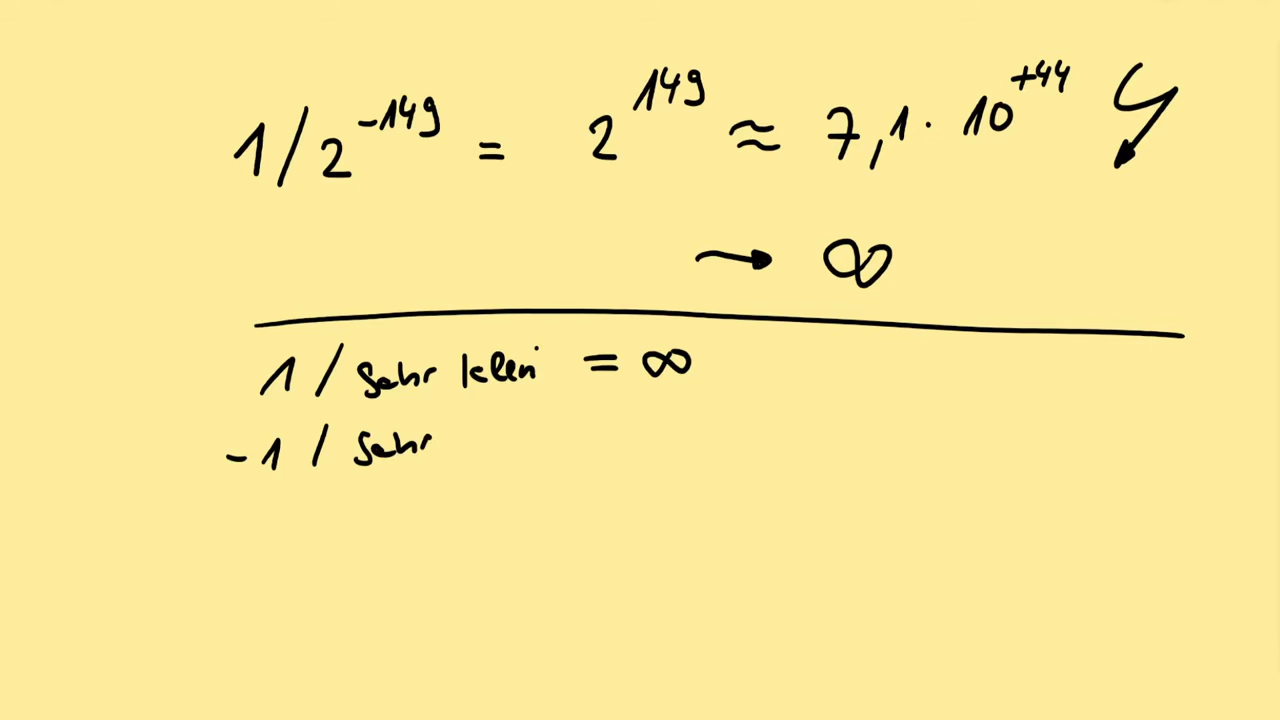 1/2^-149 = 2^149 ≈ 7,1 · 10^+44 ↯
→ ∞
1 / sehr klein = ∞
-1 / sehr